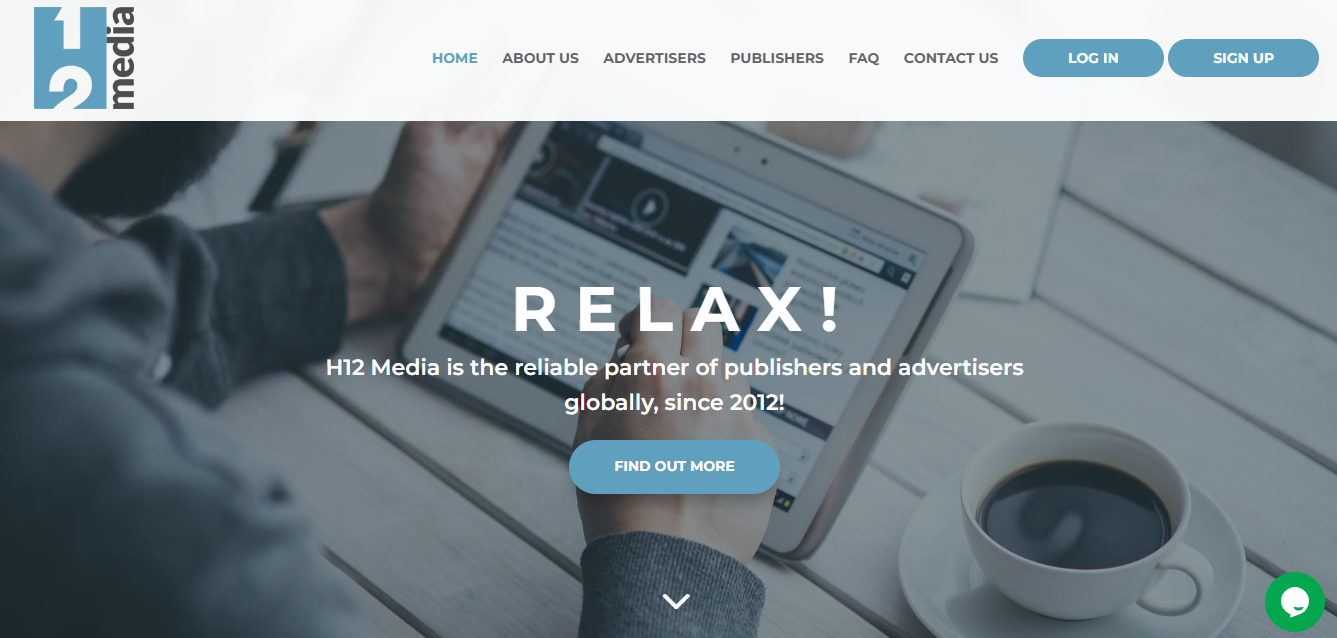 12
media
HOME
ABOUT US
ADVERTISERS
PUBLISHERS
FAQ
CONTACT US
LOG IN
SIGN UP
RELAX!
H12 Media is the reliable partner of publishers and advertisers
globally, since 2012!
FIND OUT MORE